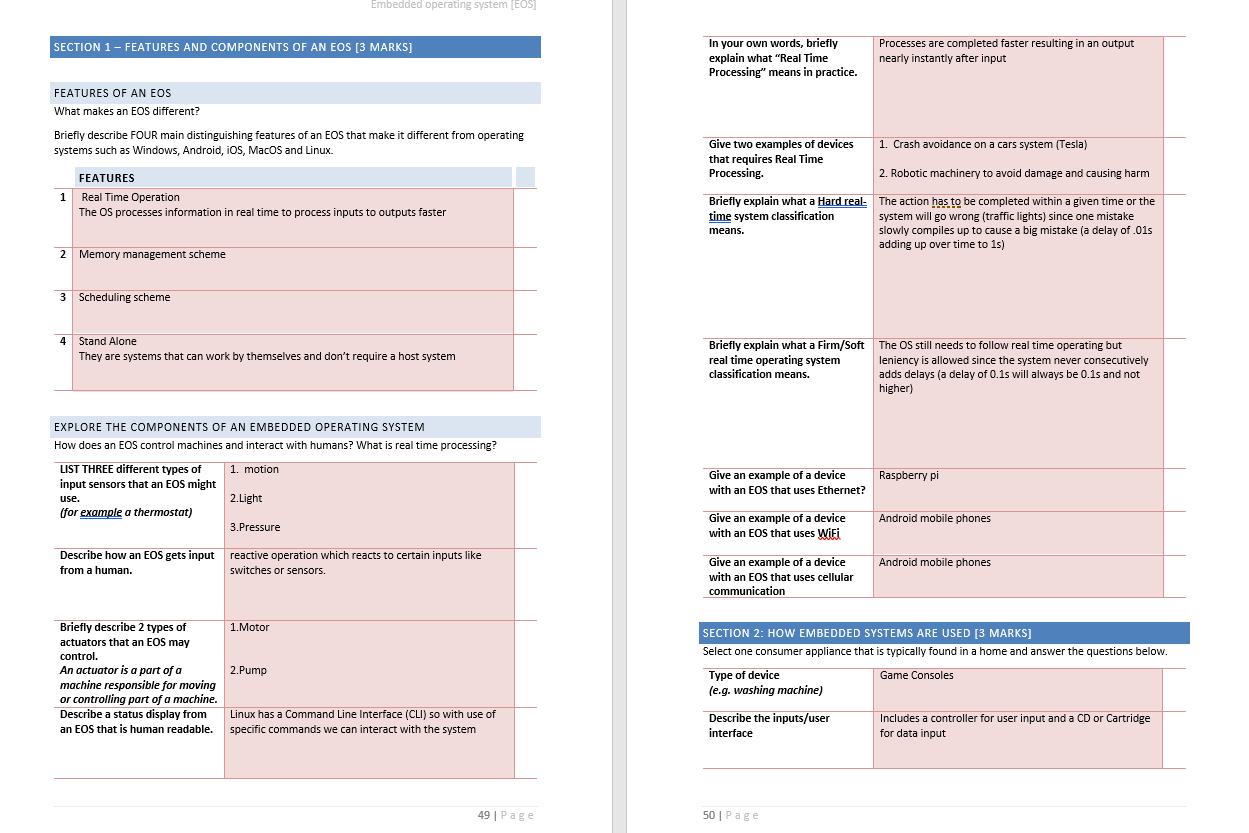 Embedded operating system [EOS]
SECTION 1 – FEATURES AND COMPONENTS OF AN EOS [3 MARKS]
FEATURES OF AN EOS
What makes an EOS different?
Briefly describe FOUR main distinguishing features of an EOS that make it different from operating
systems such as Windows, Android, iOS, MacOS and Linux.
FEATURES
1 Real Time Operation
The OS processes information in real time to process inputs to outputs faster
2 Memory management scheme
3 Scheduling scheme
4 Stand Alone
They are systems that can work by themselves and don't require a host system
EXPLORE THE COMPONENTS OF AN EMBEDDED OPERATING SYSTEM
How does an EOS control machines and interact with humans? What is real time processing?
LIST THREE different types of
input sensors that an EOS might
use.
(for example a thermostat)
1. motion
2.Light
3.Pressure
Describe how an EOS gets input
from a human.
reactive operation which reacts to certain inputs like
switches or sensors.
Briefly describe 2 types of
actuators that an EOS may
control.
An actuator is a part of a
machine responsible for moving
or controlling part of a machine.
1.Motor
2.Pump
Describe a status display from
an EOS that is human readable.
Linux has a Command Line Interface (CLI) so with use of
specific commands we can interact with the system
49 | Page
In your own words, briefly
explain what “Real Time
Processing” means in practice.
Processes are completed faster resulting in an output
nearly instantly after input
Give two examples of devices
that requires Real Time
Processing.
1. Crash avoidance on a cars system (Tesla)
2. Robotic machinery to avoid damage and causing harm
Briefly explain what a Hard real-
time system classification
means.
The action has to be completed within a given time or the
system will go wrong (traffic lights) since one mistake
slowly compiles up to cause a big mistake (a delay of .01s
adding up over time to 1s)
Briefly explain what a Firm/Soft
real time operating system
classification means.
The OS still needs to follow real time operating but
leniency is allowed since the system never consecutively
adds delays (a delay of 0.1s will always be 0.1s and not
higher)
Give an example of a device
with an EOS that uses Ethernet?
Raspberry pi
Give an example of a device
with an EOS that uses WiFi
Android mobile phones
Give an example of a device
with an EOS that uses cellular
communication
Android mobile phones
SECTION 2: HOW EMBEDDED SYSTEMS ARE USED [3 MARKS]
Select one consumer appliance that is typically found in a home and answer the questions below.
Type of device
(e.g. washing machine)
Game Consoles
Describe the inputs/user
interface
Includes a controller for user input and a CD or Cartridge
for data input
50 | Page